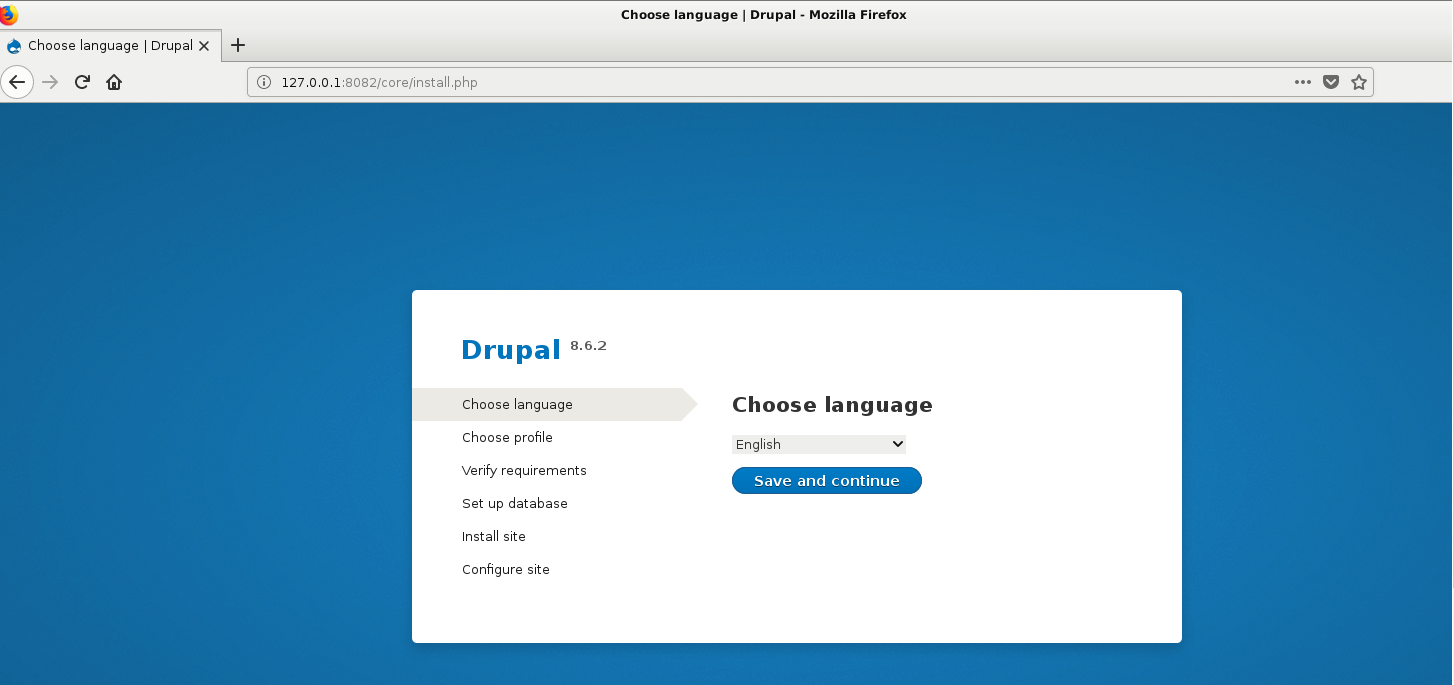 Choose language | Drupal - Mozilla Firefox
Choose language | Drupal
127.0.0.1:8082/core/install.php
Drupal 8.6.2
Choose language
Choose profile
Verify requirements
Set up database
Install site
Configure site
Choose language
English
Save and continue